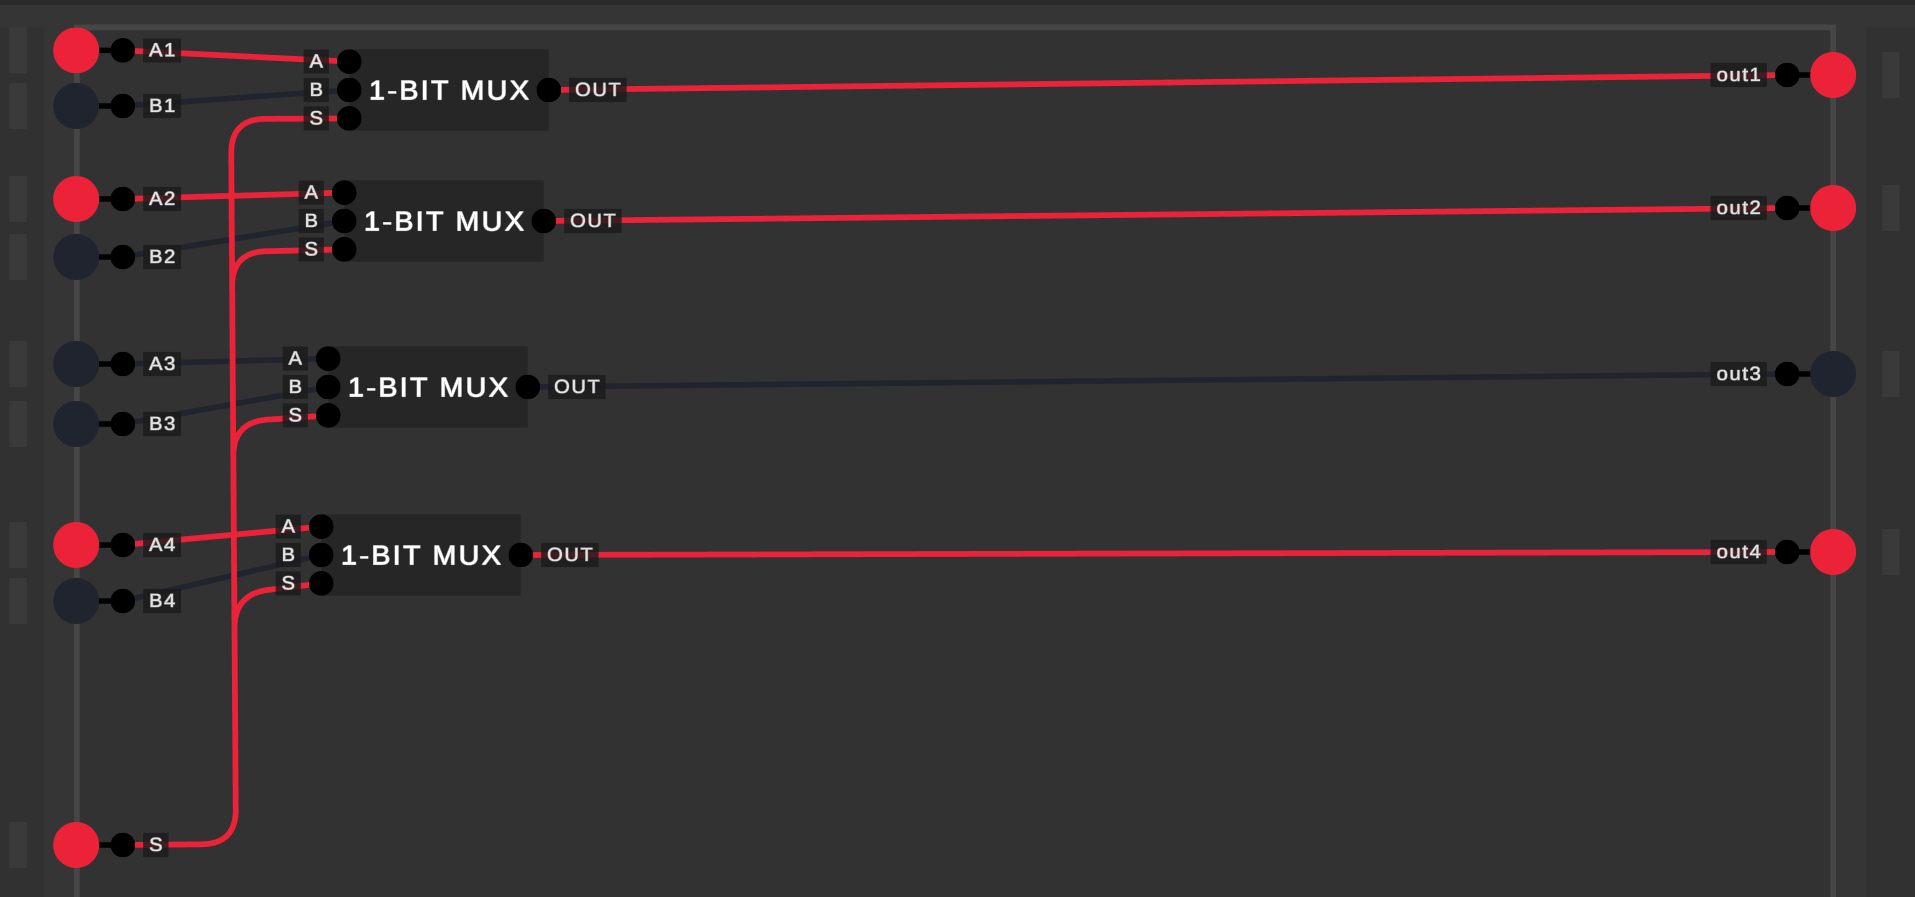 A1
A
B1
B
1-BIT MUX
OUT
S
out1
A2
A
B2
B
1-BIT MUX
OUT
S
out2
A3
A
B3
B
1-BIT MUX
OUT
S
out3
A4
A
B4
B
1-BIT MUX
OUT
S
out4
S